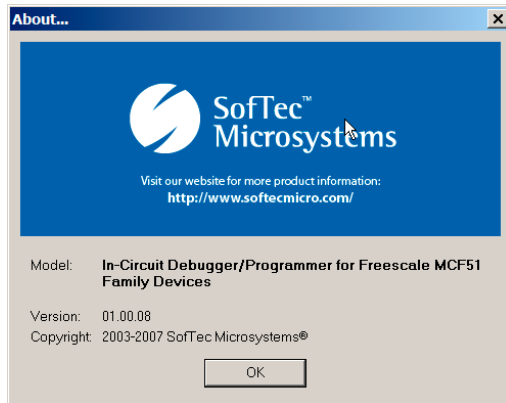 About...
SofTec™
Microsystems
Visit our website for more product information:
http://www.softecmicro.com/
Model: In-Circuit Debugger/Programmer for Freescale MCF51
Family Devices
Version: 01.00.08
Copyright: 2003-2007 SofTec Microsystems®
OK